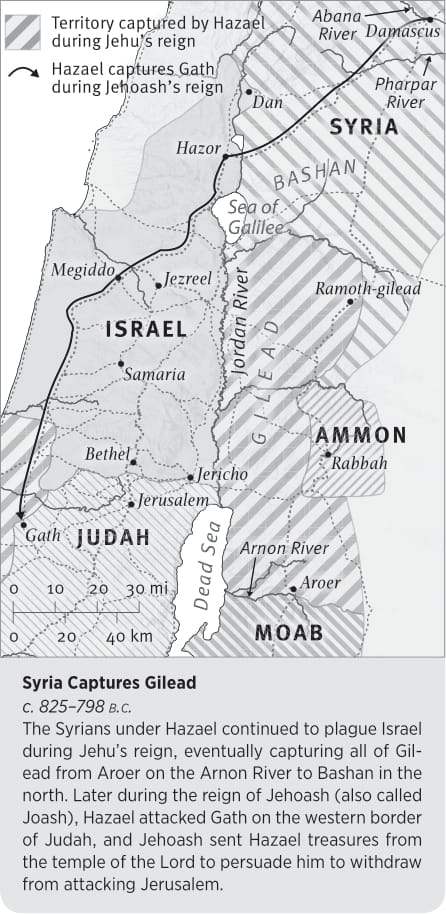 Territory captured by Hazael
during Jehu's reign
Hazael captures Gath
during Jehoash's reign
Abana
River
Damascus
Pharpar
River
Dan
SYRIA
Hazor
BASHAN
Sea of
Galilee
Megiddo
Jezreel
Ramoth-gilead
Jordan River
ISRAEL
GILEAD
Samaria
AMMON
Rabbah
Bethel
Jericho
Jerusalem
Gath
JUDAH
Dead Sea
Arnon River
Aroer
MOAB
0 10 20 30 mi
0 20 40 km
Syria Captures Gilead
c. 825–798 B.C.
The Syrians under Hazael continued to plague Israel
during Jehu's reign, eventually capturing all of Gil-
ead from Aroer on the Arnon River to Bashan in the
north. Later during the reign of Jehoash (also called
Joash), Hazael attacked Gath on the western border
of Judah, and Jehoash sent Hazael treasures from
the temple of the Lord to persuade him to withdraw
from attacking Jerusalem.